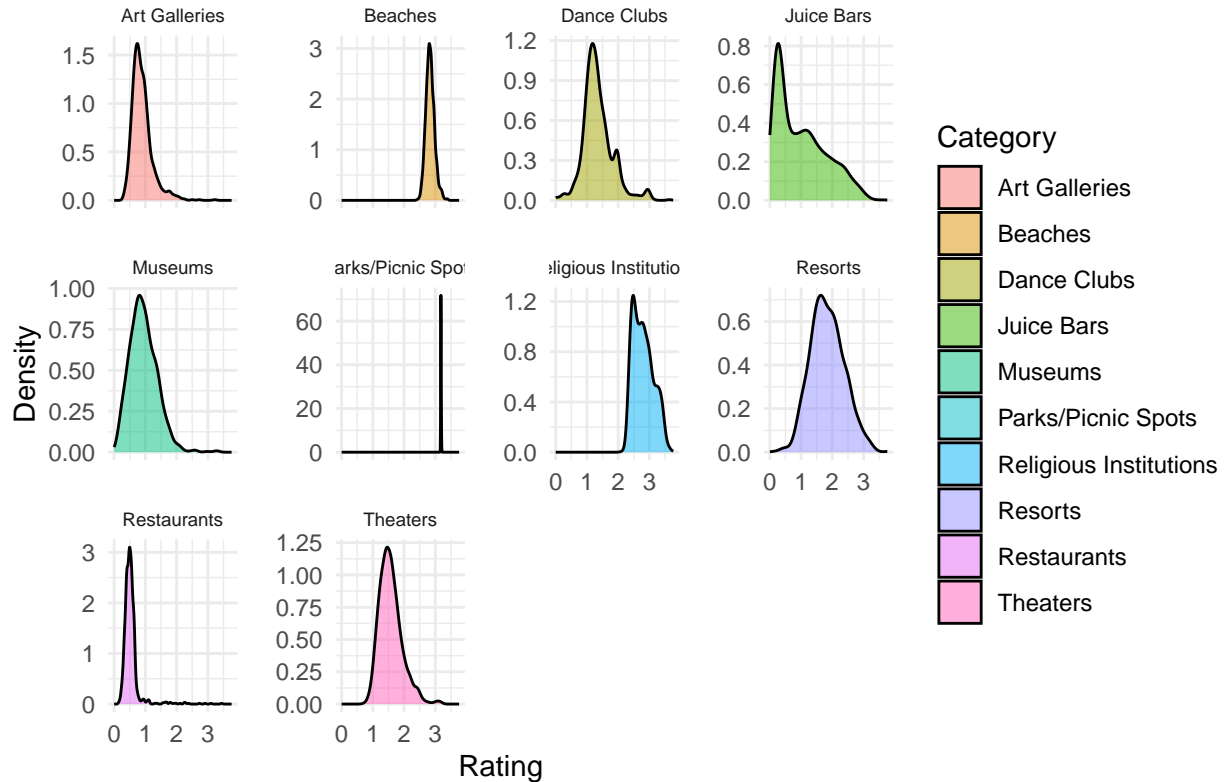 Art Galleries
Beaches
Dance Clubs
Juice Bars
1.5
1.0
0.5
0.0
3
2
1
0
1.2
0.9
0.6
0.3
0.0
0.8
0.6
0.4
0.2
0.0
Museums
arks/Picnic Spot
eligious Institutio
Resorts
1.00
0.75
0.50
0.25
0.00
60
40
20
0
1.2
0.8
0.4
0.0
0 1 2 3
0.6
0.4
0.2
0.0
0 1 2 3
Restaurants
Theaters
3
2
1
0
0 1 2 3
1.25
1.00
0.75
0.50
0.25
0.00
0 1 2 3
Density
Rating
Category
Art Galleries
Beaches
Dance Clubs
Juice Bars
Museums
Parks/Picnic Spots
Religious Institutions
Resorts
Restaurants
Theaters